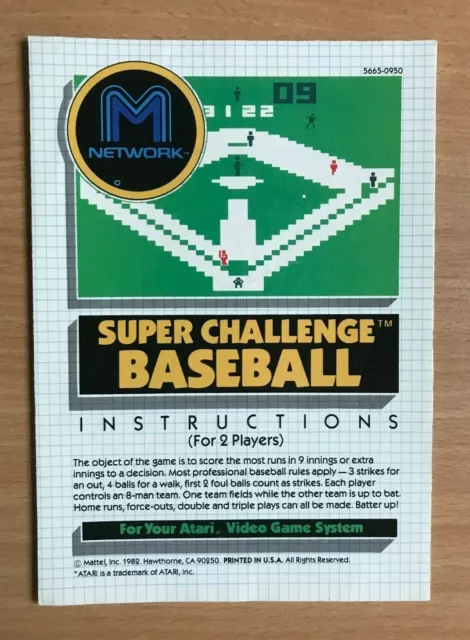 5665-0950
M
NETWORK™
09
3122
SUPER CHALLENGE™
BASEBALL
INSTRUCTIONS
(For 2 Players)
The object of the game is to score the most runs in 9 innings or extra
innings to a decision. Most professional baseball rules apply — 3 strikes for
an out, 4 balls for a walk, first 2 foul balls count as strikes. Each player
controls an 8-man team. One team fields while the other team is up to bat.
Home runs, force-outs, double and triple plays can all be made. Batter up!
For Your Atari® Video Game System
© Mattel, Inc. 1982. Hawthorne, CA 90250. PRINTED IN U.S.A. All Rights Reserved.
*ATARI is a trademark of ATARI, Inc.